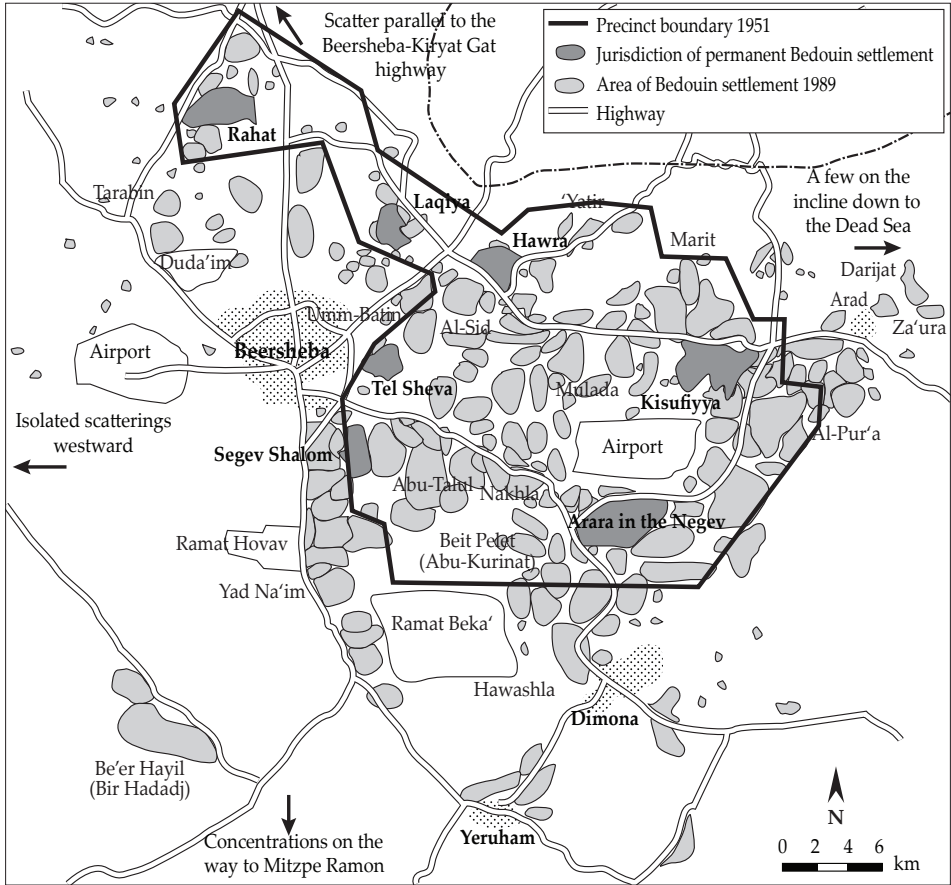 Scatter parallel to the
Beersheba-Kiryat Gat
highway
Precinct boundary 1951
Jurisdiction of permanent Bedouin settlement
Area of Bedouin settlement 1989
Highway
Rahat
Tarabin
Laqiya
'Yatir
A few on the
incline down to
the Dead Sea
Hawra
Marit
Duda'im
Darijat
Arad
Za'ura
Umm-Batin
Al-Sid
Airport
Beersheba
Tel Sheva
Mulada
Kisufiyya
Isolated scatterings
westward
Al-Pur'a
Segev Shalom
Airport
Abu-Talul
Nakhla
Arara in the Negev
Ramat Hovav
Beit Pelet
(Abu-Kurinat)
Yad Na'im
Ramat Beka'
Hawashla
Dimona
Be'er Hayil
(Bir Hadadj)
N
Concentrations on the
way to Mitzpe Ramon
Yeruham
0 2 4 6
km